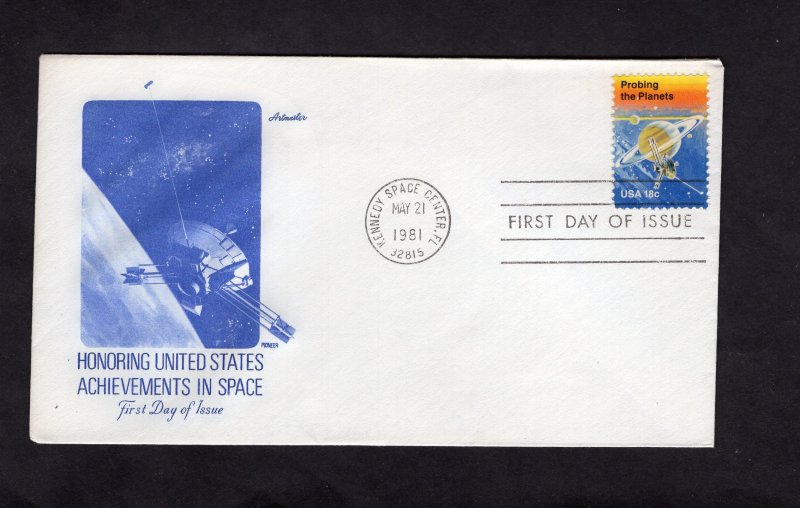 Artmaster
Probing
the Planets
USA 18c
KENNEDY SPACE CENTER, FL
MAY 21
1981
32815
FIRST DAY OF ISSUE
PIONEER
HONORING UNITED STATES
ACHIEVEMENTS IN SPACE
First Day of Issue